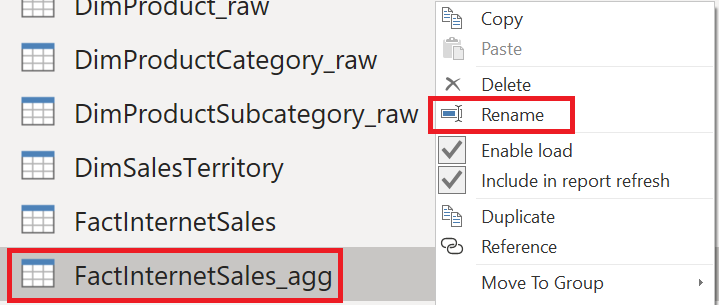 DimProduct_raw
DimProductCategory_raw
DimProductSubcategory_raw
DimSalesTerritory
FactInternetSales
FactInternetSales_agg
Copy
Paste
Delete
Rename
Enable load
Include in report refresh
Duplicate
Reference
Move To Group